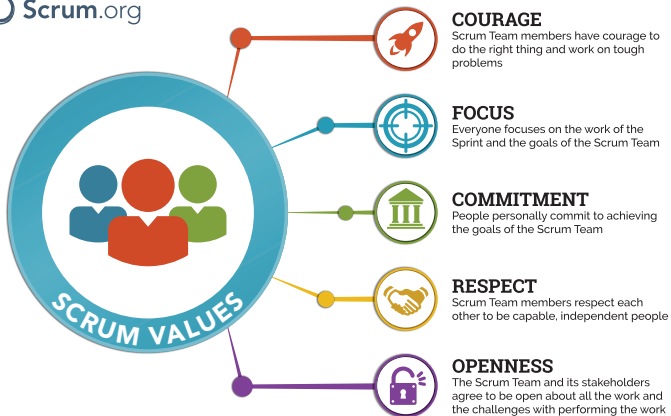 Scrum.org
COURAGE
Scrum Team members have courage to
do the right thing and work on tough
problems
FOCUS
Everyone focuses on the work of the
Sprint and the goals of the Scrum Team
COMMITMENT
People personally commit to achieving
the goals of the Scrum Team
RESPECT
Scrum Team members respect each
other to be capable, independent people
OPENNESS
The Scrum Team and its stakeholders
agree to be open about all the work and
the challenges with performing the work
SCRUM VALUES